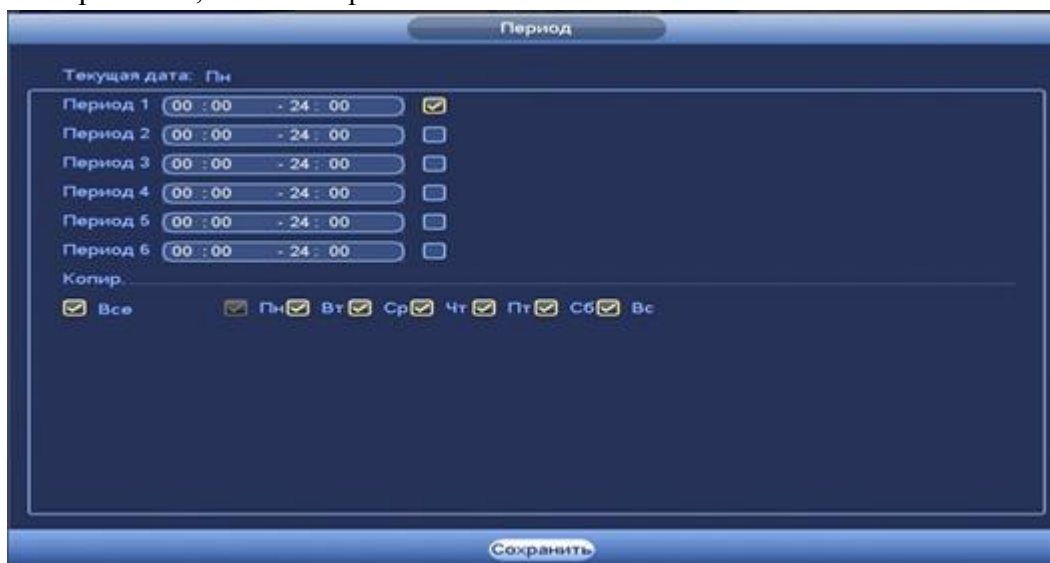 Период
Текущая дата: Пн
Период 1 00 : 00 - 24 : 00
Период 2 00 : 00 - 24 : 00
Период 3 00 : 00 - 24 : 00
Период 4 00 : 00 - 24 : 00
Период 5 00 : 00 - 24 : 00
Период 6 00 : 00 - 24 : 00
Копир.
Все Пн Вт Ср Чт Пт Сб Вс
Сохранить